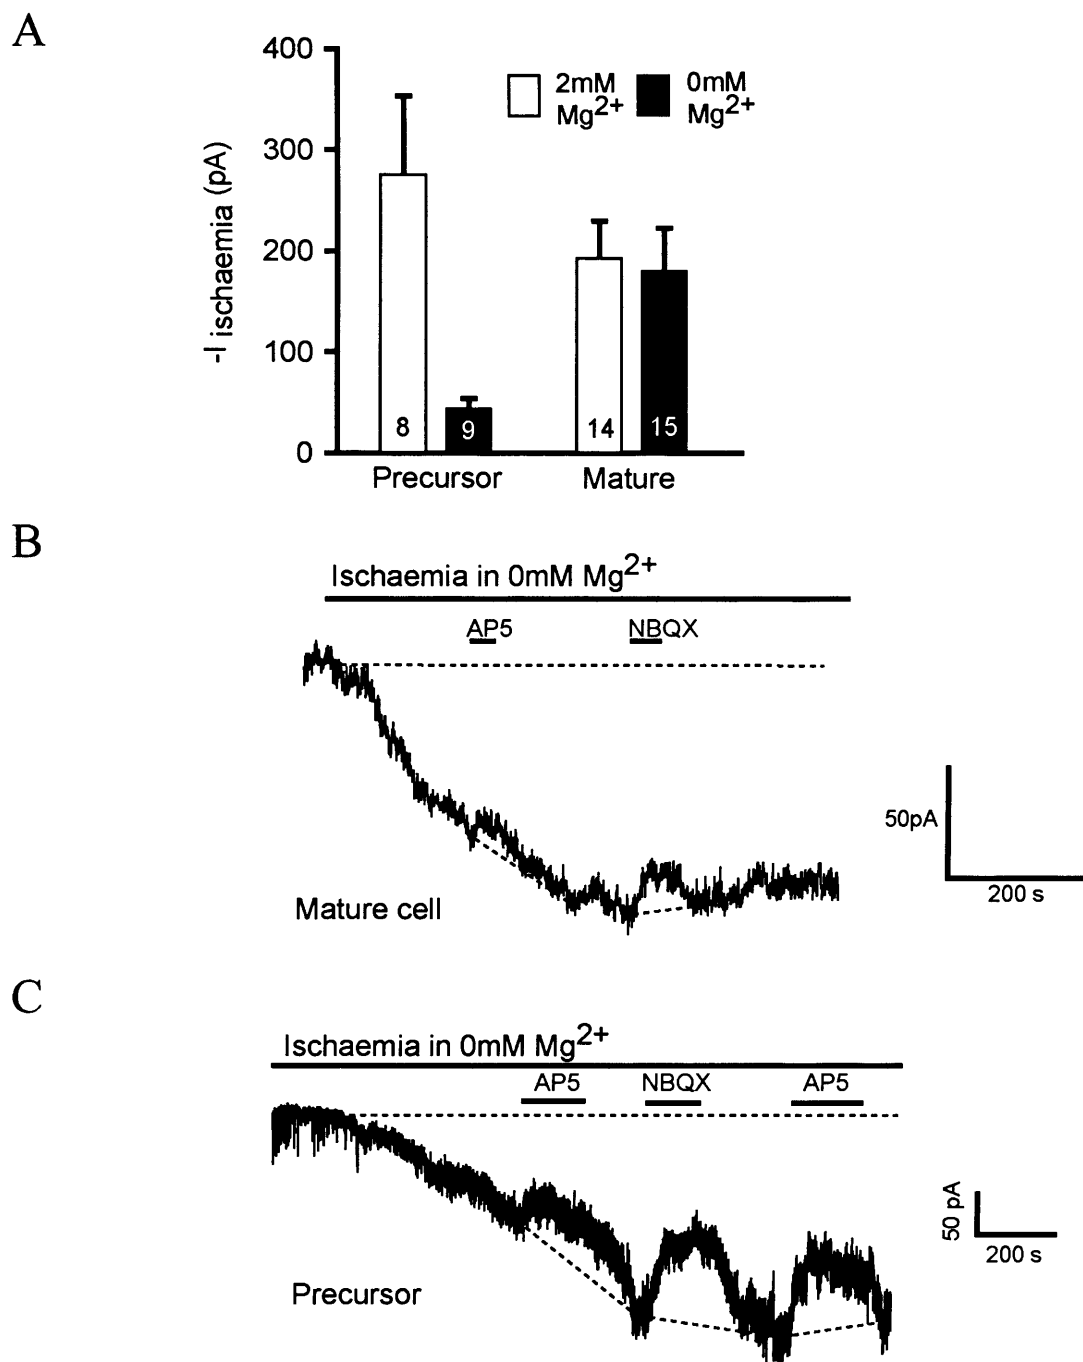 A
400
300
200
100
0
-I ischaemia (pA)
2mM
Mg2+
0mM
Mg2+
8
9
14
15
Precursor
Mature
B
Ischaemia in 0mM Mg2+
AP5
NBQX
50pA
200 s
Mature cell
C
Ischaemia in 0mM Mg2+
AP5
NBQX
AP5
50 pA
200 s
Precursor